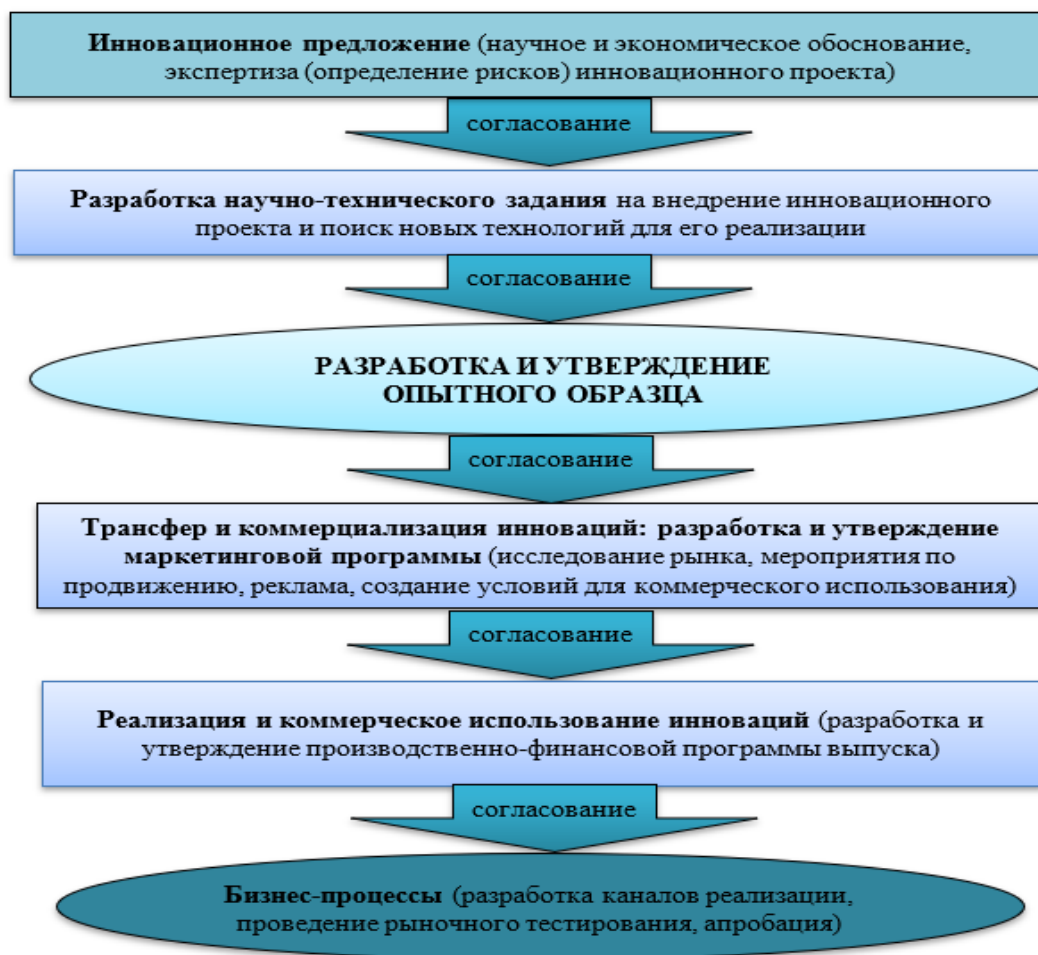 Инновационное предложение (научное и экономическое обоснование,
экспертиза (определение рисков) инновационного проекта)
согласование
Разработка научно-технического задания на внедрение инновационного
проекта и поиск новых технологий для его реализации
согласование
РАЗРАБОТКА И УТВЕРЖДЕНИЕ
ОПЫТНОГО ОБРАЗЦА
согласование
Трансфер и коммерциализация инноваций: разработка и утверждение
маркетинговой программы (исследование рынка, мероприятия по
продвижению, реклама, создание условий для коммерческого использования)
согласование
Реализация и коммерческое использование инноваций (разработка и
утверждение производственно-финансовой программы выпуска)
согласование
Бизнес-процессы (разработка каналов реализации,
проведение рыночного тестирования, апробация)